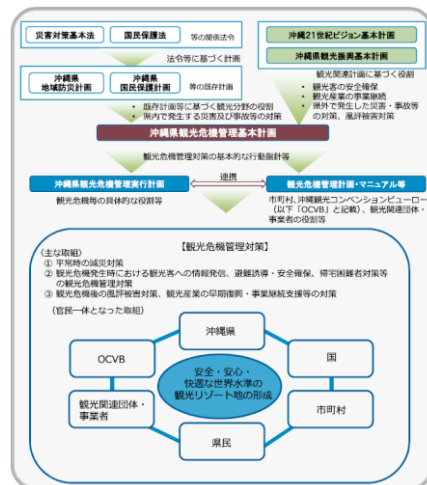 災害対策基本法
国民保護法
等の関係法令
沖縄21世紀ビジョン基本計画
沖縄県観光振興基本計画
法令等に基づく計画
観光関連計画に基づく役割
沖縄県
地域防災計画
沖縄県
国民保護計画
等の既存計画
• 観光客の安全確保
• 観光産業の事業継続
• 県外で発生した災害・事故等
の対策、風評被害対策
• 既存計画等に基づく観光分野の役割
• 県内で発生する災害及び事故等の対策
沖縄県観光危機管理基本計画
観光危機管理対策の基本的な行動指針等
沖縄県観光危機管理実行計画
連携
観光危機管理計画・マニュアル等
観光危機毎の具体的な役割等
市町村、沖縄観光コンベンションビューロー
（以下「OCVB」と記載）、観光関連団体・
事業者の役割等
【観光危機管理対策】
（主な取組）
① 平常時の減災対策
② 観光危機発生時における観光客への情報発信、避難誘導・安全確保、帰宅困難者対策等
の観光危機管理対策
③ 観光危機後の風評被害対策、観光産業の早期復興・事業継続支援等の対策
（官民一体となった取組）
沖縄県
OCVB
国
安全・安心・
快適な世界水準の
観光リゾート地の形成
観光関連団体・
事業者
市町村
県民